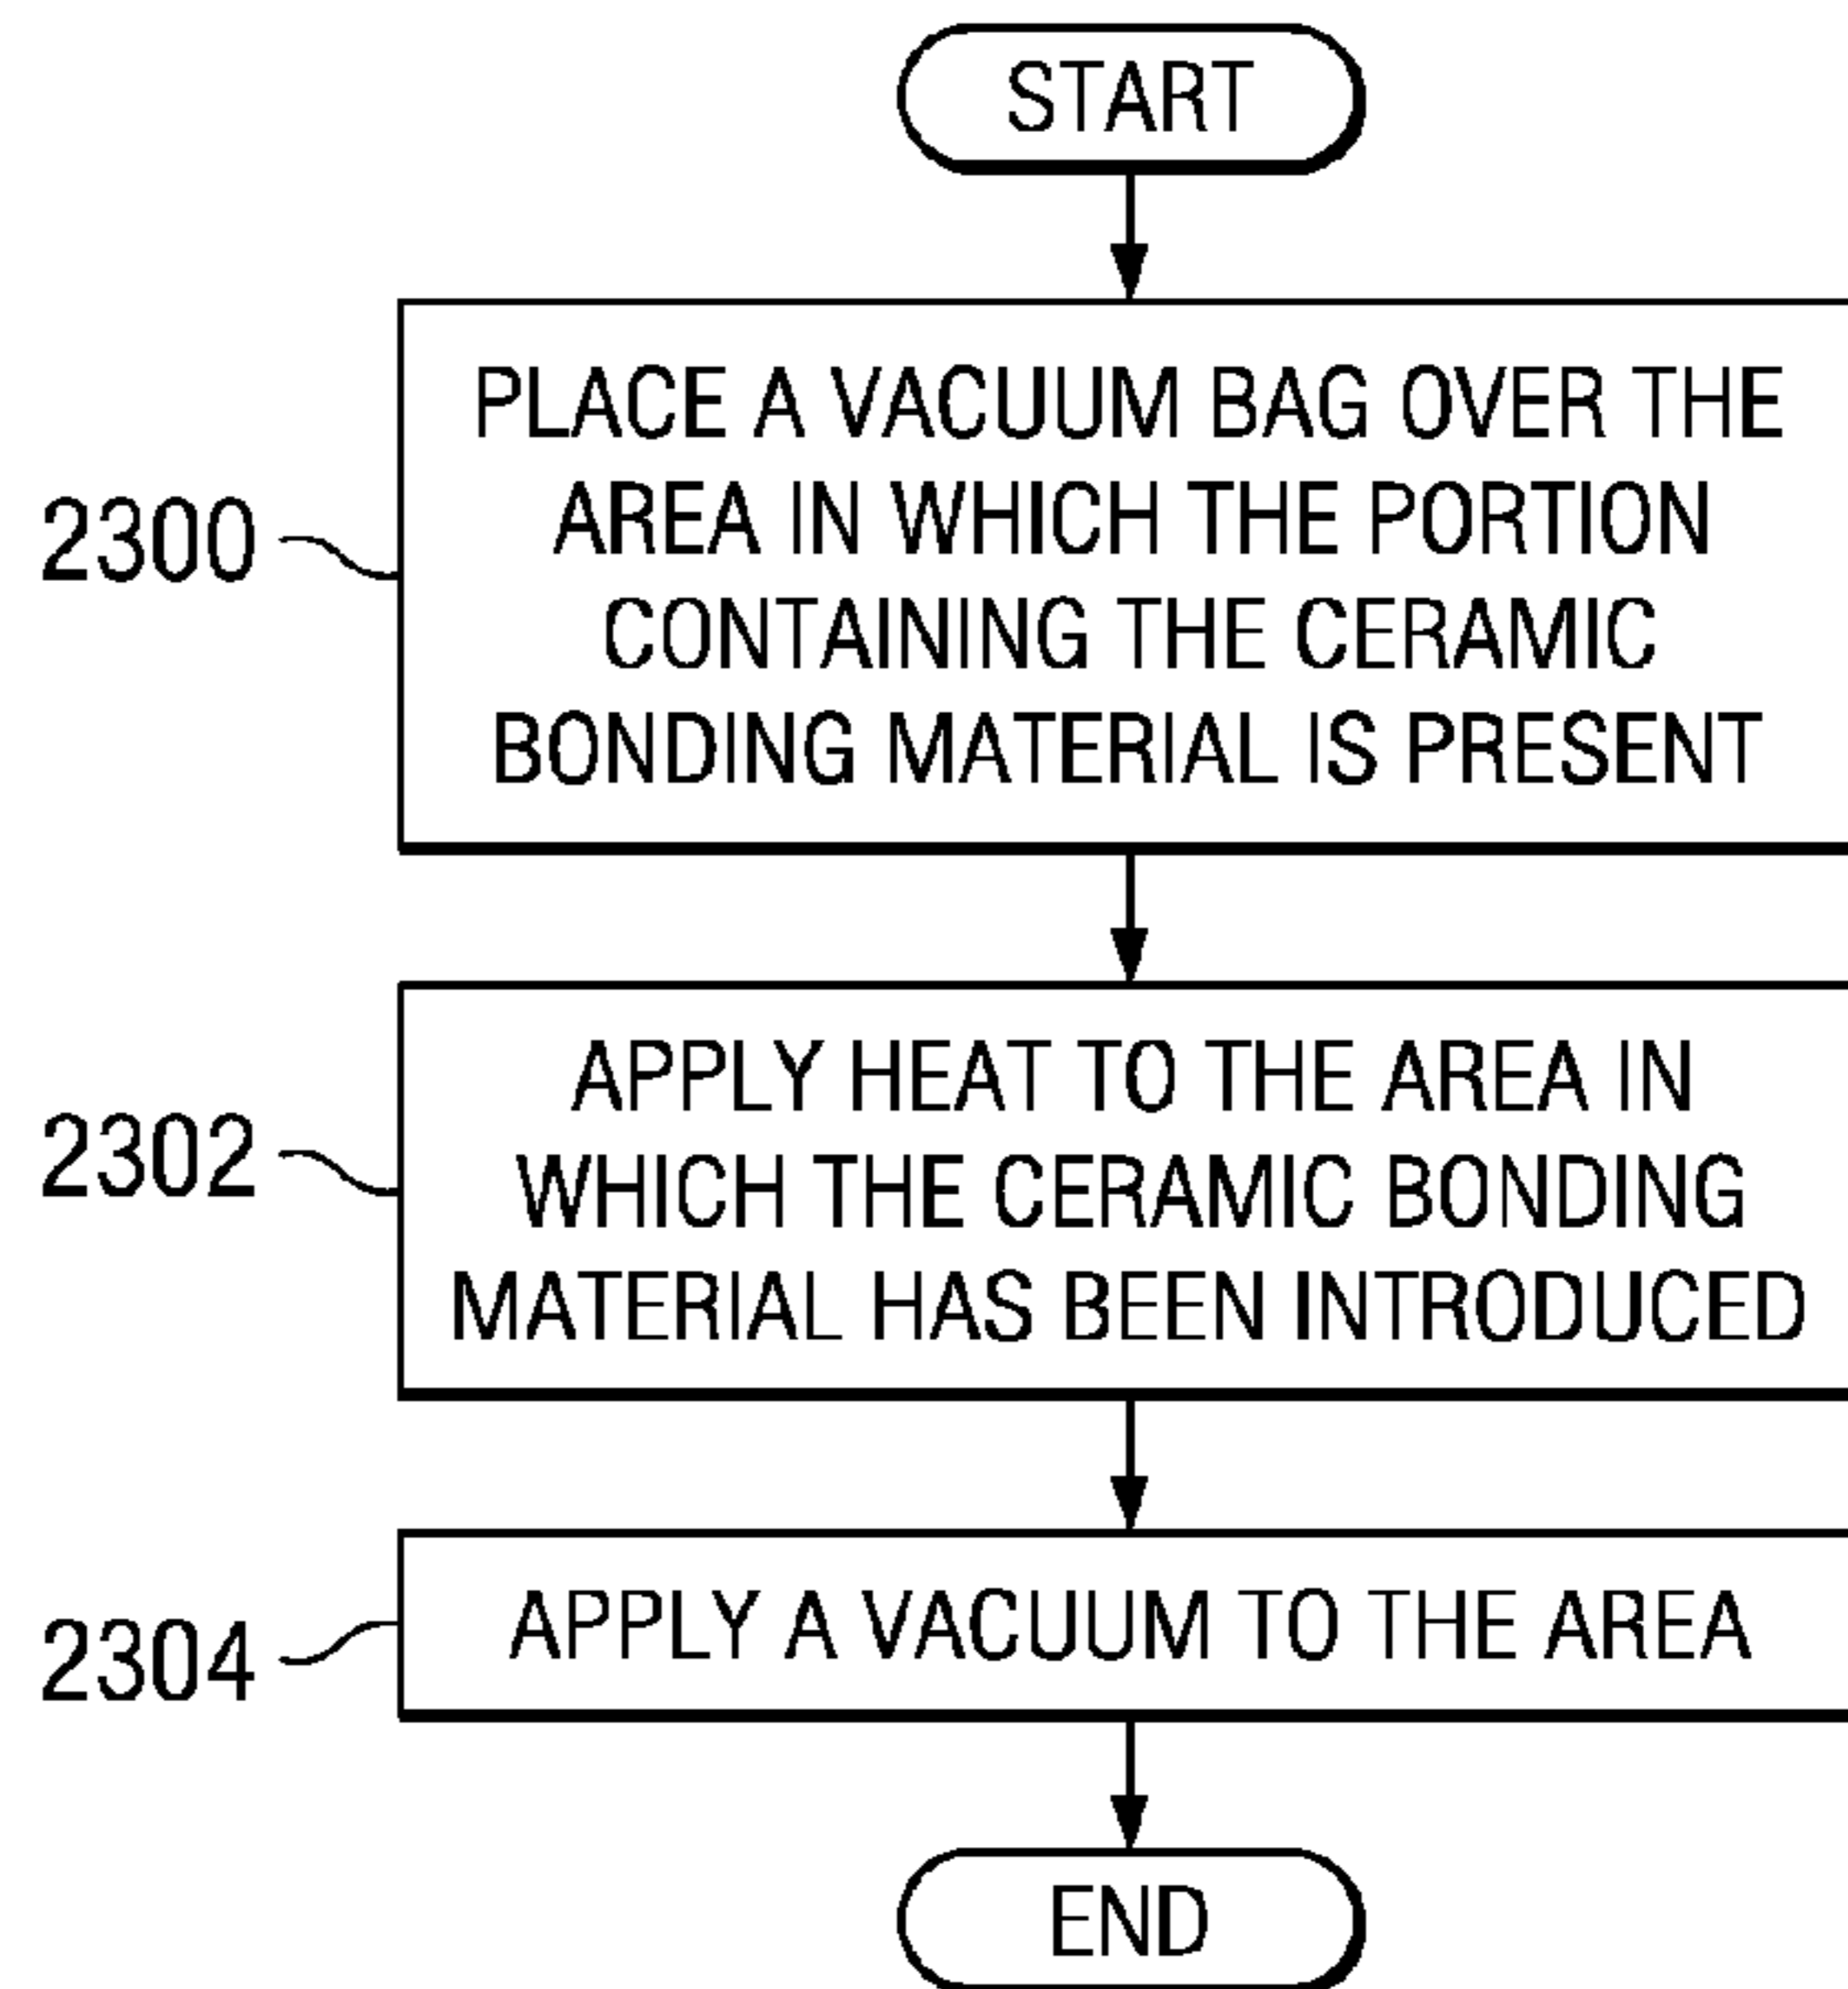 START
PLACE A VACUUM BAG OVER THE
AREA IN WHICH THE PORTION
CONTAINING THE CERAMIC
BONDING MATERIAL IS PRESENT
2300
APPLY HEAT TO THE AREA IN
WHICH THE CERAMIC BONDING
MATERIAL HAS BEEN INTRODUCED
2302
APPLY A VACUUM TO THE AREA
2304
END